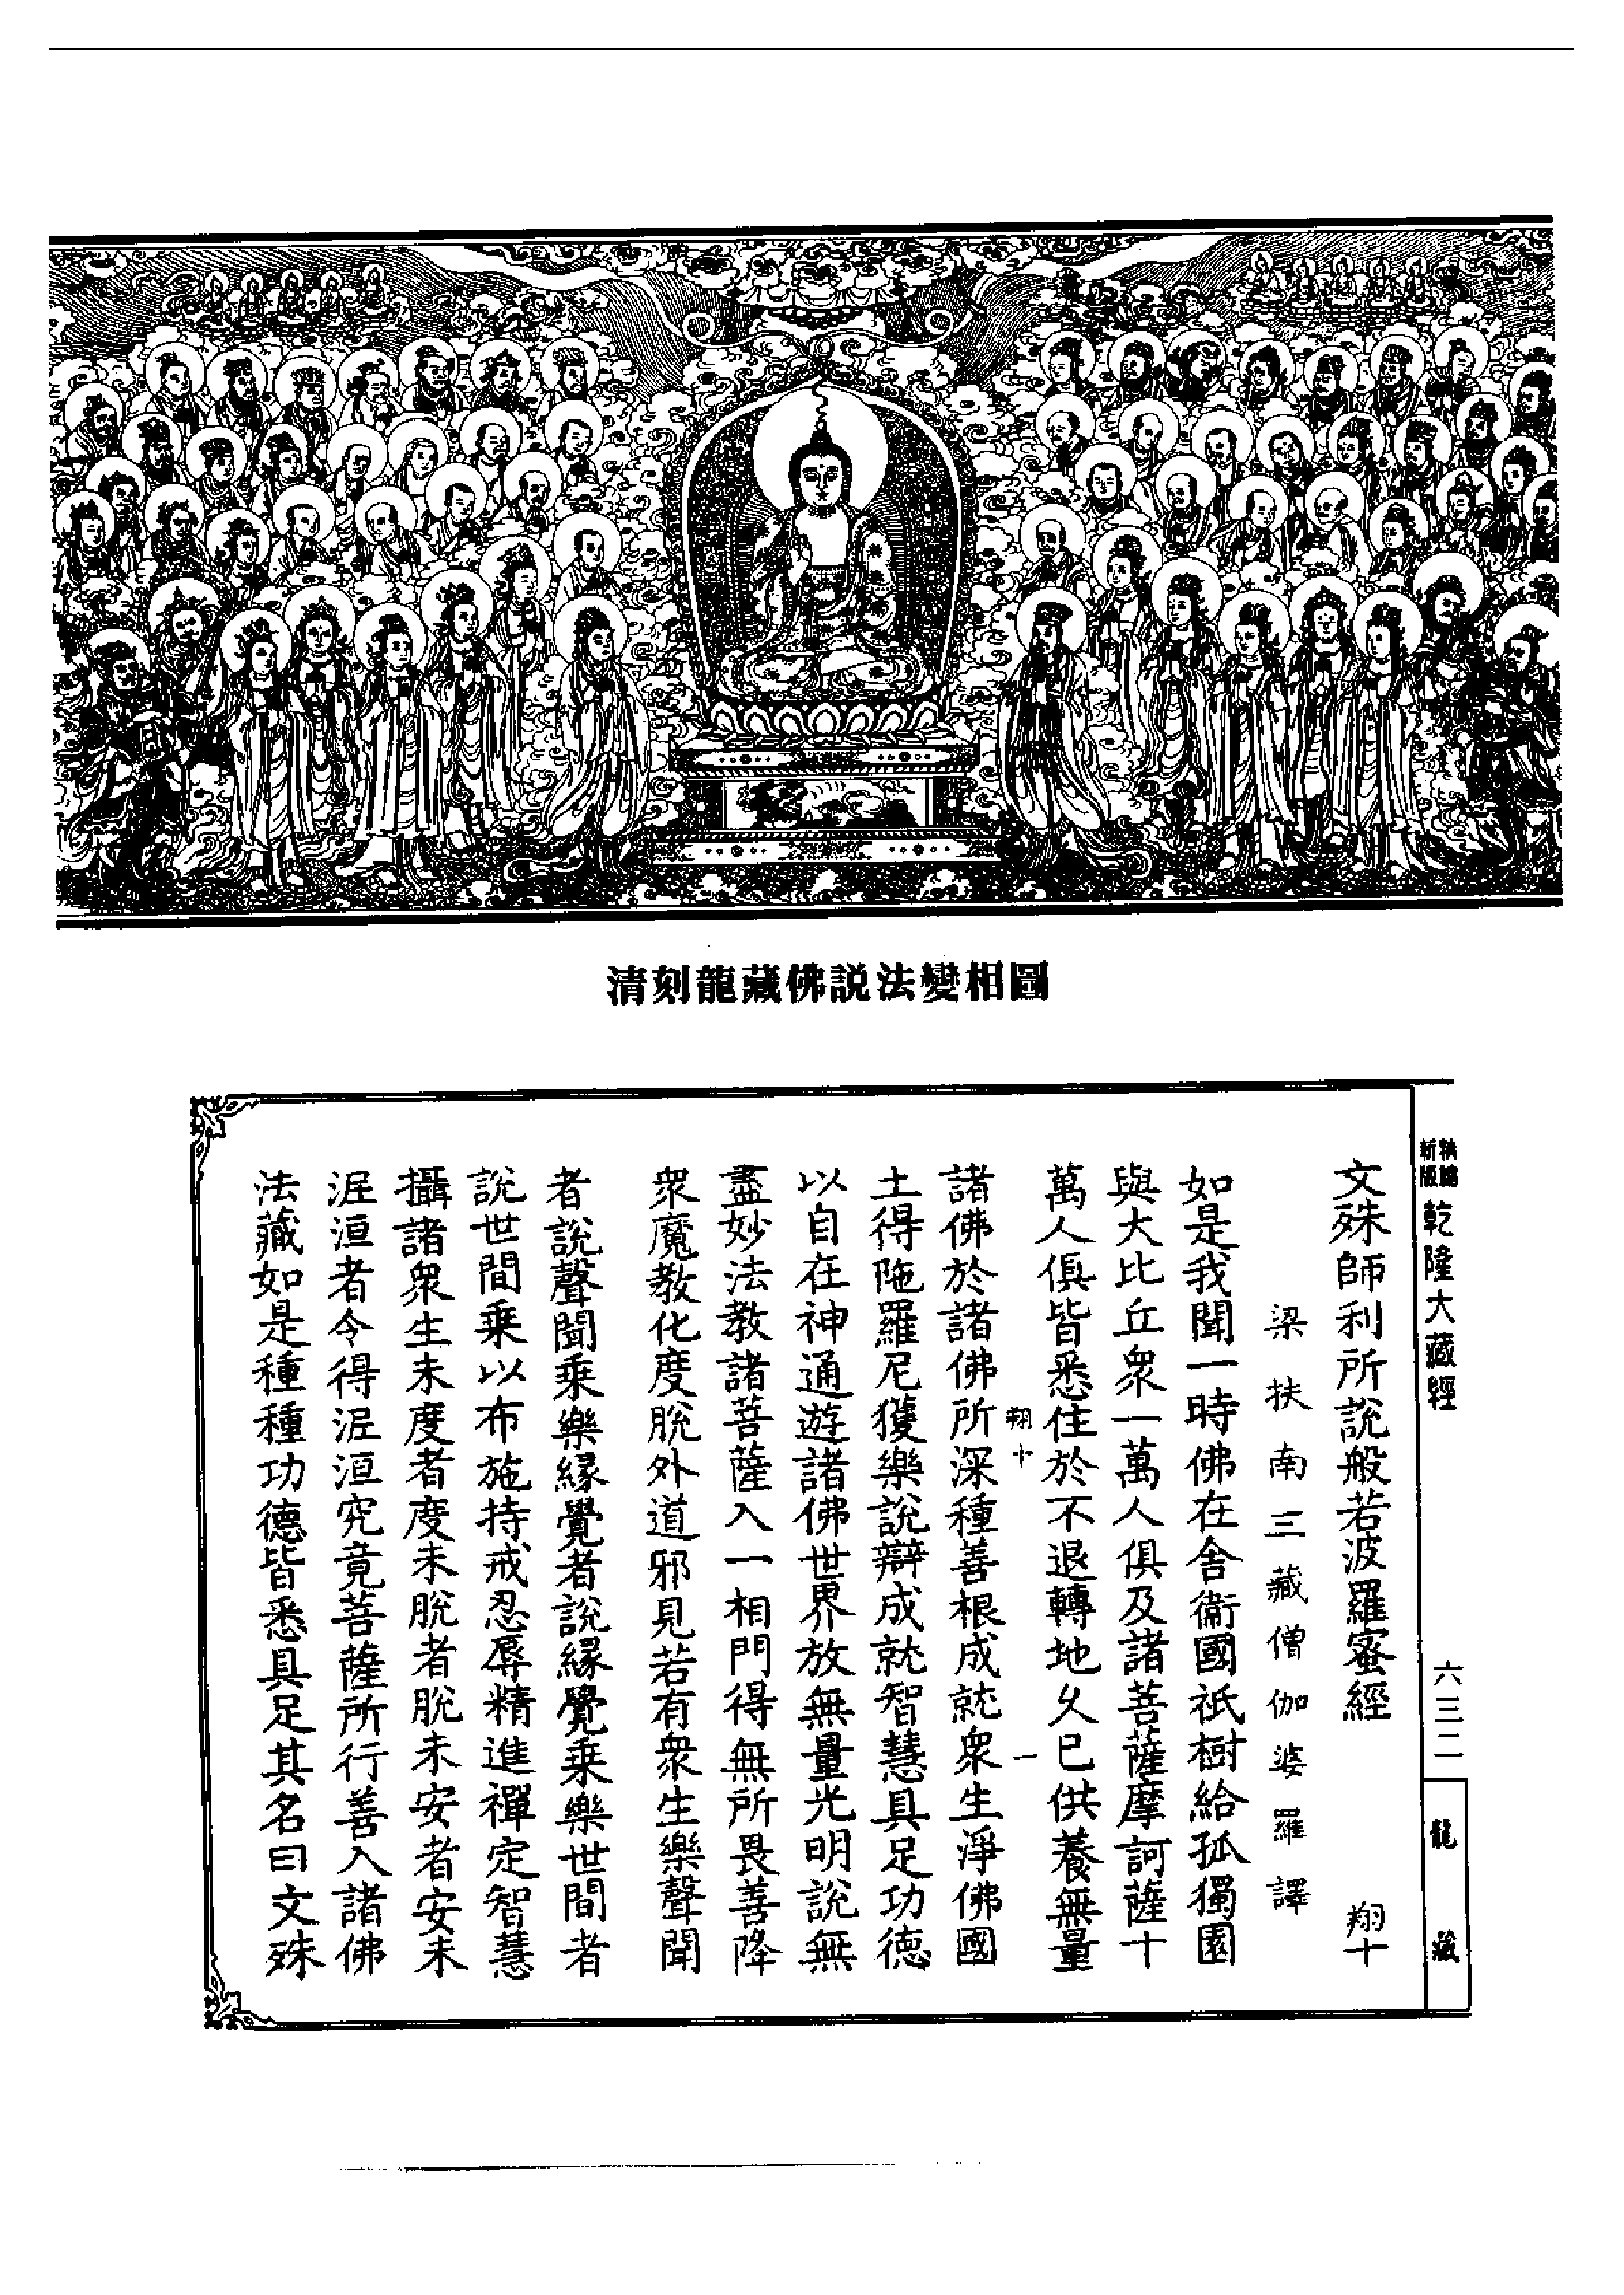 清刻龍藏佛説法變相圖
新版
精縮
乾隆大藏經
六三二
龍藏
文殊師利所說般若波羅蜜經 翔十
梁扶南三藏僧伽婆羅譯
如是我聞一時佛在舍衞國祇樹給孤獨園
與大比丘衆一萬人俱及諸菩薩摩訶薩十
萬人俱皆悉住於不退轉地久已供養無量
翔十 一
諸佛於諸佛所深種善根成就衆生淨佛國
土得陁羅尼獲樂說辯成就智慧具足功德
以自在神通遊諸佛世界放無量光明說無
盡妙法教諸菩薩入一相門得無所畏善降
衆魔教化度脫外道邪見若有衆生樂聲聞
者說聲聞乘樂緣覺者說緣覺乘樂世間者
說世間乘以布施持戒忍辱精進禪定智慧
攝諸衆生未度者度未脫者脫未安者安未
涅洹者令得涅洹究竟菩薩所行善入諸佛
法藏如是種種功德皆悉具足其名曰文殊